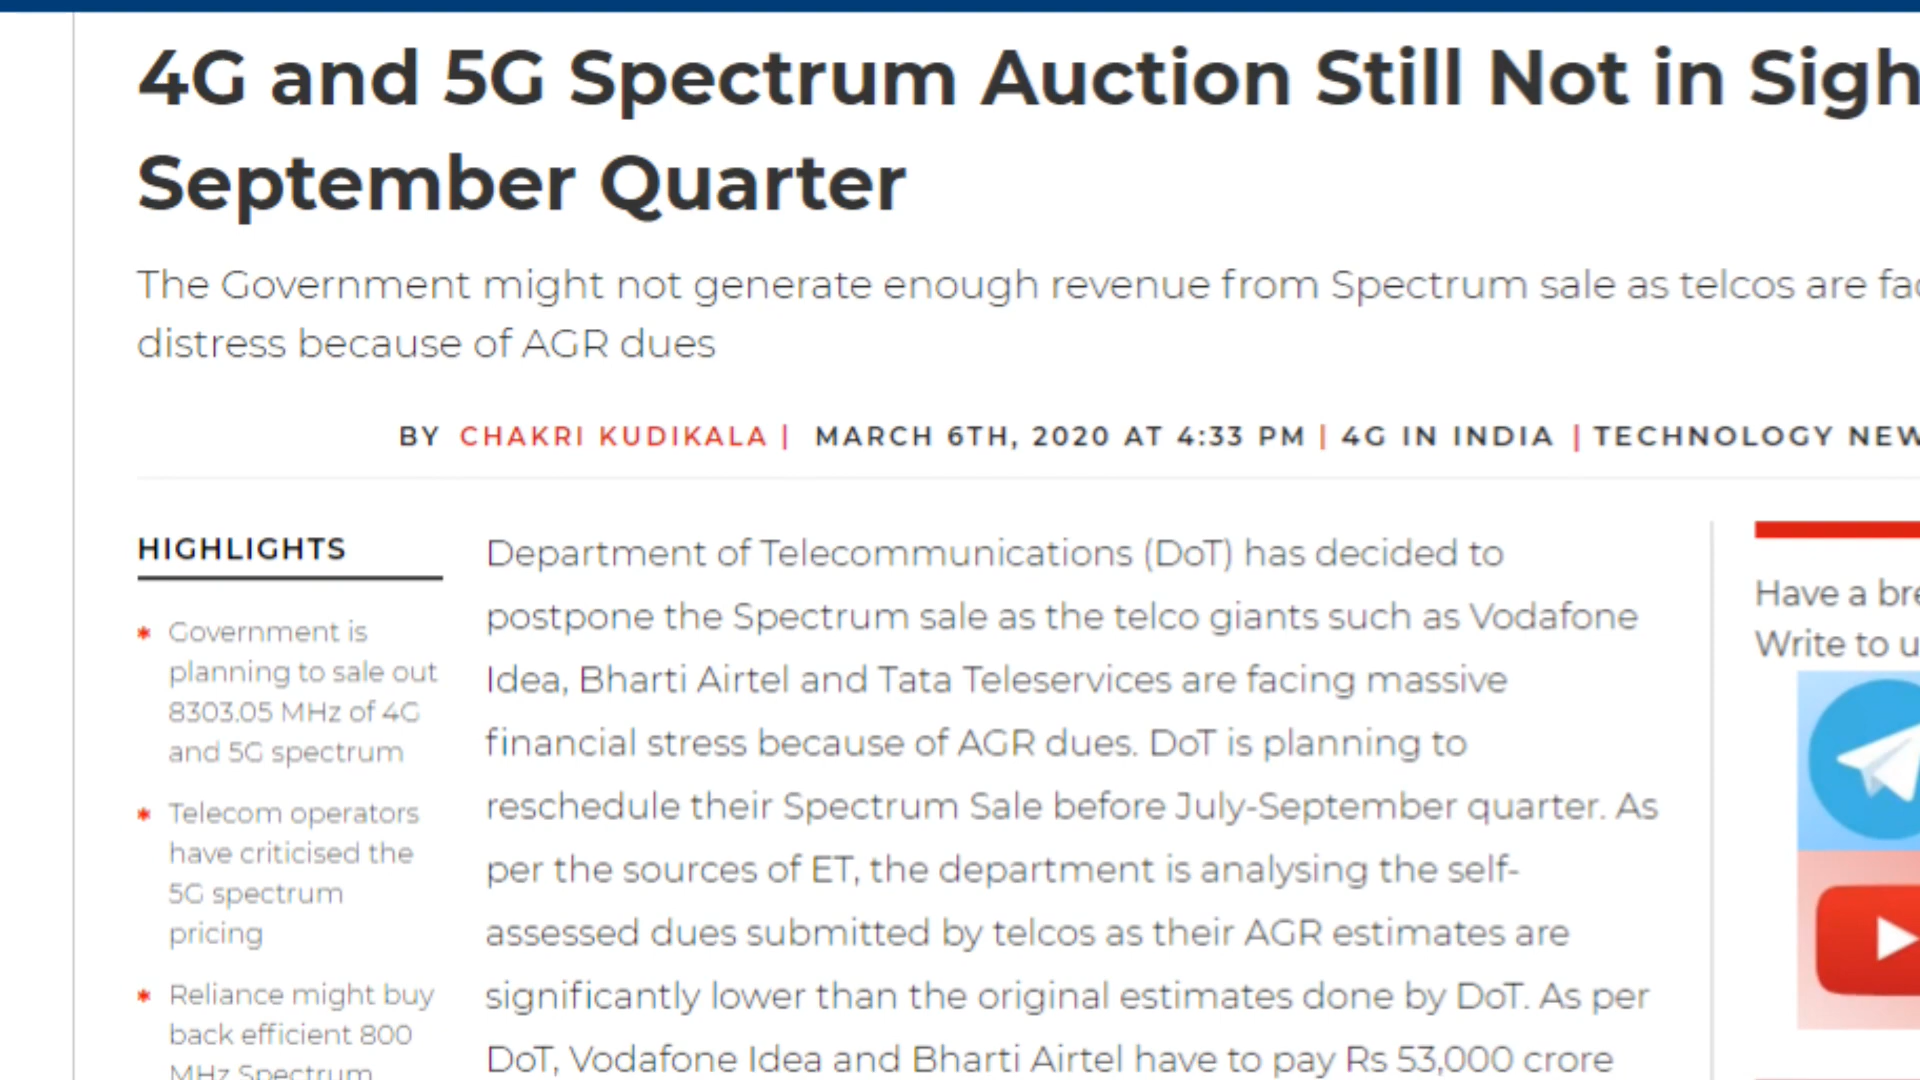 4G and 5G Spectrum Auction Still Not in
September Quarter
The Government might not generate enough revenue from Spectrum sale as telcos are
distress because of AGR dues
BY CHAKRI KUDIKALA | MARCH 6TH, 2020 AT 4:33 PM | 4G IN INDIA | TECHNOLOGY
HIGHLIGHTS
* Government is
planning to sale out
8303.05 MHz of 4G
and 5G spectrum
* Telecom operators
have criticised the
5G spectrum
pricing
* Reliance might buy
back efficient 800
MHz Spectrum
Department of Telecommunications (DoT) has decided to
postpone the Spectrum sale as the telco giants such as Vodafone
Idea, Bharti Airtel and Tata Teleservices are facing massive
financial stress because of AGR dues. DoT is planning to
reschedule their Spectrum Sale before July-September quarter. As
per the sources of ET, the department is analysing the self-
assessed dues submitted by telcos as their AGR estimates are
significantly lower than the original estimates done by DoT. As per
DoT, Vodafone Idea and Bharti Airtel have to pay Rs 53,000 crore
Have a
Write to